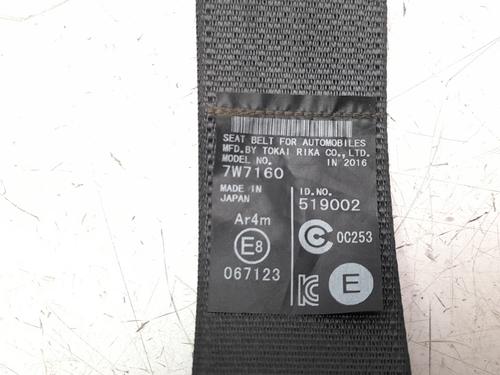 SEAT BELT FOR AUTOMOBILES
MFD.BY TOKAI RIKA CO.,LTD.
MODEL NO. IN 2016
7W7160
MADE IN
JAPAN
ID.NO.
519002
Ar4m
E8
067123
C 0C253
E